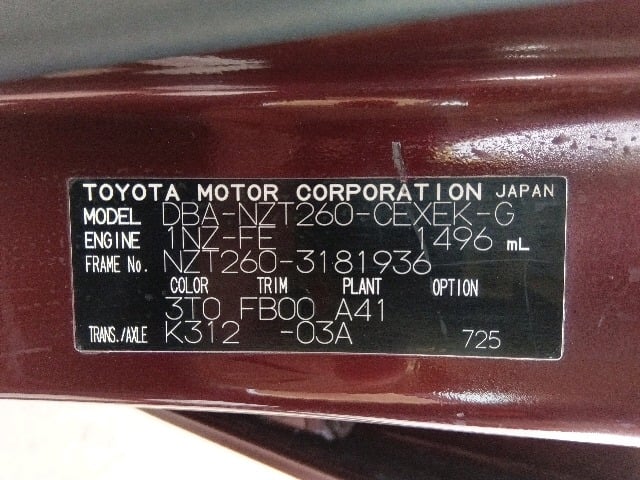 TOYOTA MOTOR CORPORATION JAPAN
MODEL DBA-NZT260-CEXEK-G
ENGINE 1NZ-FE 1496 mL
FRAME No. NZT260-3181936
COLOR TRIM PLANT OPTION
3T0 FB00 A41
TRANS./AXLE K312 -03A 725